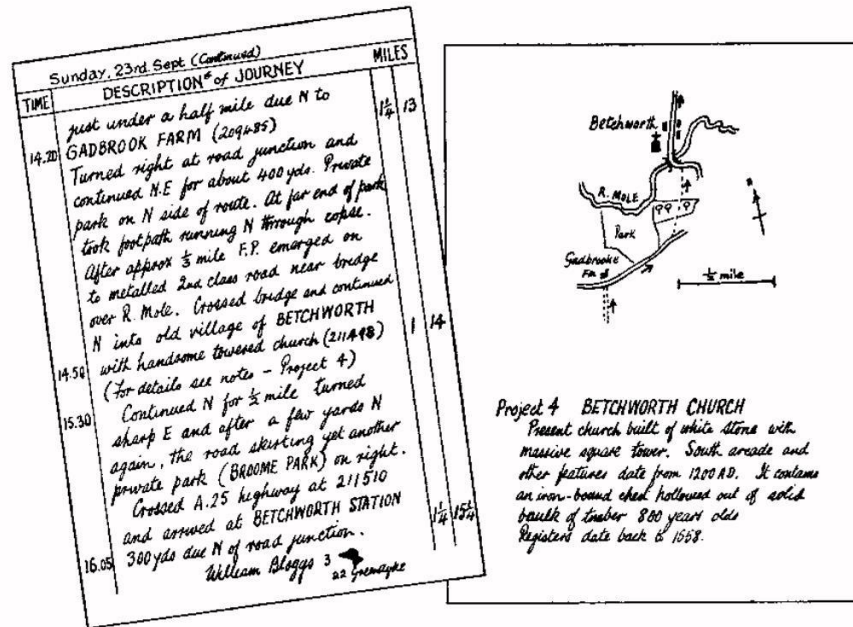 Sunday, 23rd. Sept (Continued)
TIME
DESCRIPTION of JOURNEY
MILES
just under a half mile due N to
14.20 GADBROOK FARM (209485) 1¼ 13
Turned right at road junction and
continued N.E for about 400 yds. Private
park on N side of route. At far end of park
took footpath running N through copse.
After approx ⅓ mile F.P. emerged on
to metalled 2nd class road near bridge
over R. Mole. Crossed bridge and continued
N into old village of BETCHWORTH
14.50 with handsome towered church (211498) 1 14
(For details see notes - Project 4)
15.30 Continued N for ½ mile turned
sharp E and after a few yards N
again, the road skirting yet another
private park (BROOME PARK) on right.
Crossed A.25 highway at 211510
and arrived at BETCHWORTH STATION 1¼ 15¼
16.05 300 yds due N of road junction.
William Bloggs 3
22
Betchworth
R. MOLE
Park
Gadbrooke
Fm
½ mile
Project 4 BETCHWORTH CHURCH
Present church built of white stone with
massive square tower. South arcade and
other features date from 1200 AD. It contains
an iron-bound chest hollowed out of solid
baulk of timber 800 years olds
Registers date back to 1558.